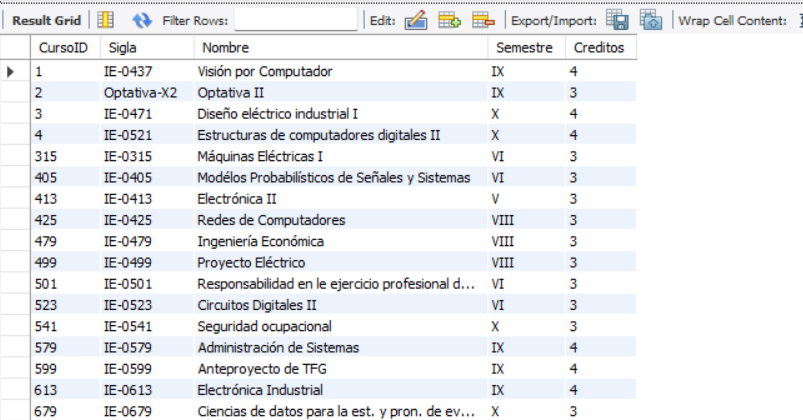 Result Grid Filter Rows: Edit: Export/Import: Wrap Cell Content:
CursoID Sigla Nombre Semestre Creditos
1 IE-0437 Visión por Computador IX 4
2 Optativa-X2 Optativa II IX 3
3 IE-0471 Diseño eléctrico industrial I X 4
4 IE-0521 Estructuras de computadores digitales II X 4
315 IE-0315 Máquinas Eléctricas I VI 3
405 IE-0405 Modélos Probabilísticos de Señales y Sistemas VI 3
413 IE-0413 Electrónica II V 3
425 IE-0425 Redes de Computadores VIII 3
479 IE-0479 Ingeniería Económica VIII 3
499 IE-0499 Proyecto Eléctrico VIII 3
501 IE-0501 Responsabilidad en le ejercicio profesional d... VI 3
523 IE-0523 Circuitos Digitales II VI 3
541 IE-0541 Seguridad ocupacional X 3
579 IE-0579 Administración de Sistemas IX 4
599 IE-0599 Anteproyecto de TFG IX 4
613 IE-0613 Electrónica Industrial IX 4
679 IE-0679 Ciencias de datos para la est. y pron. de ev... X 3